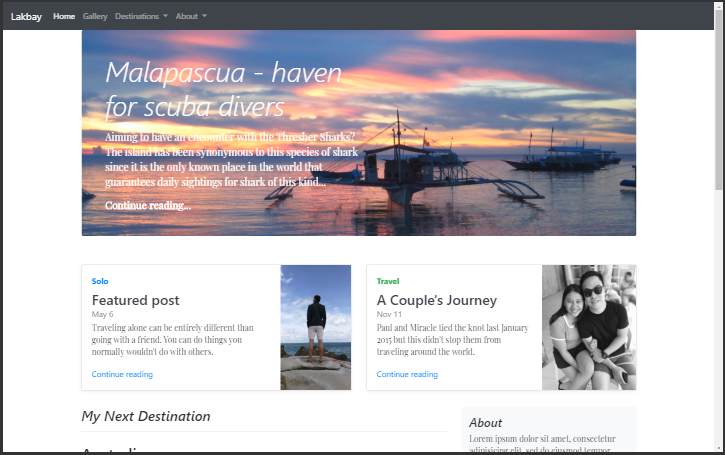 Lakbay Home Gallery Destinations About
Malapascua - haven
for scuba divers
Aiming to have an encounter with the Thresher Sharks?
The island has been synonymous to this species of shark
since it is the only known place in the world that
guarantees daily sightings for shark of this kind...
Continue reading...
Solo
Featured post
May 6
Traveling alone can be entirely different than
going with a friend. You can do things you
normally wouldn't do with others.
Continue reading
Travel
A Couple's Journey
Nov 11
Paul and Miracle tied the knot last January
2015 but this didn't stop them from
traveling around the world.
Continue reading
My Next Destination
About
Lorem ipsum dolor sit amet, consectetur
adipisicing elit, sed do eiusmod tempor